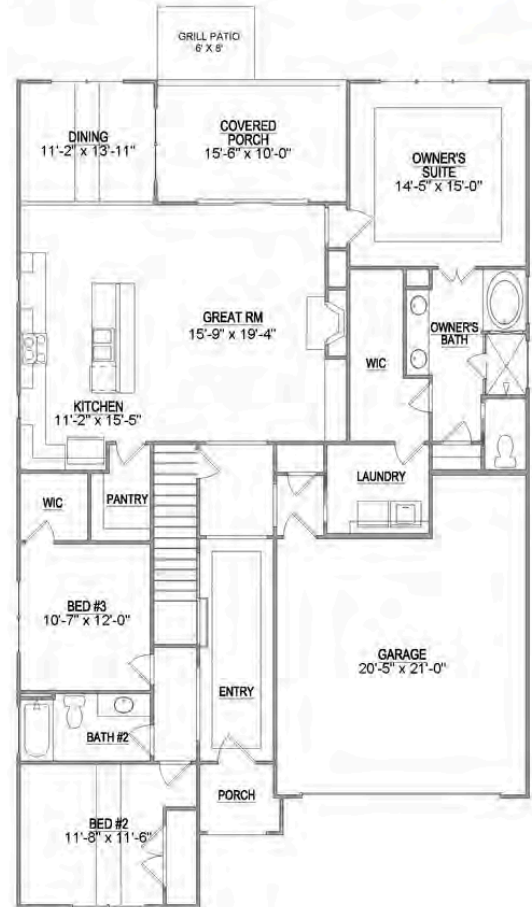 GRILL PATIO
6' X 8'
DINING
11'-2" x 13'-11"
COVERED
PORCH
15'-6" x 10'-0"
OWNER'S
SUITE
14'-5" x 15'-0"
GREAT RM
15'-9" x 19'-4"
OWNER'S
BATH
WIC
KITCHEN
11'-2" x 15'-5"
LAUNDRY
WIC
PANTRY
BED #3
10'-7" x 12'-0"
GARAGE
20'-5" x 21'-0"
ENTRY
BATH #2
PORCH
BED #2
11'-8" x 11'-6"